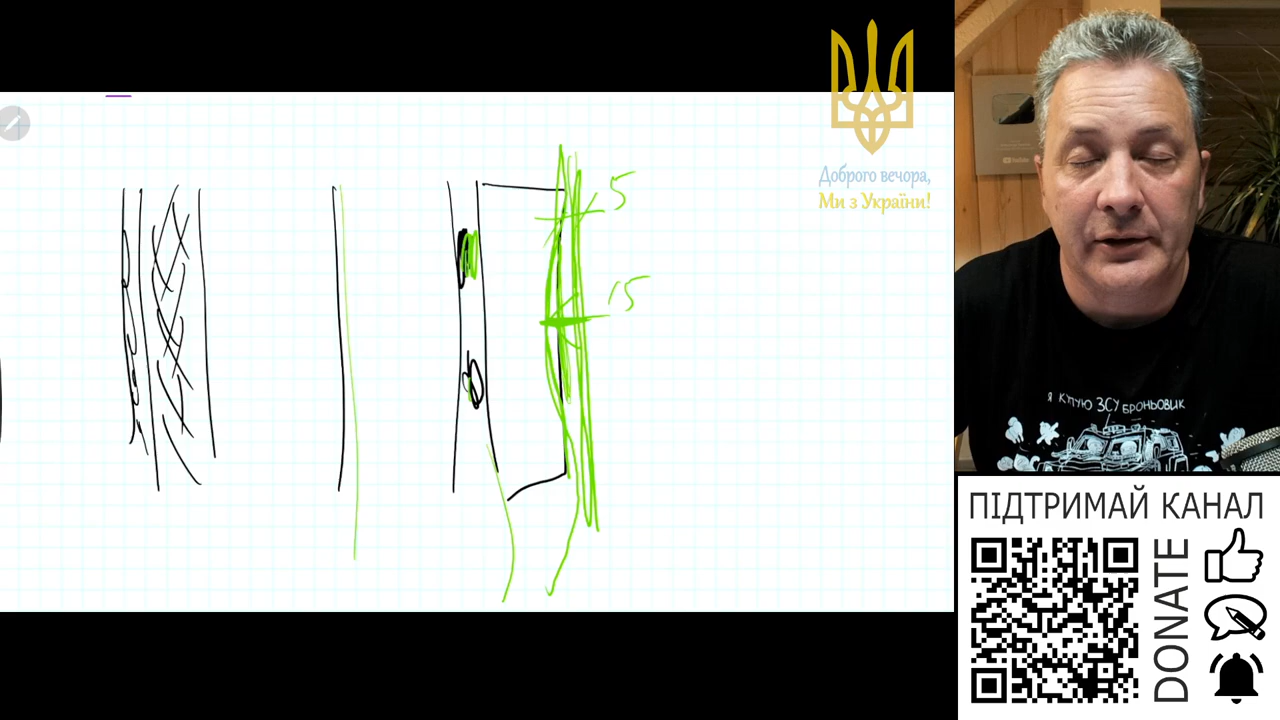 Доброго вечора,
Ми з України!
5
15
Я КУПУЮ ЗСУ БРОНЬОВИК
ПІДТРИМАЙ КАНАЛ
DONATE